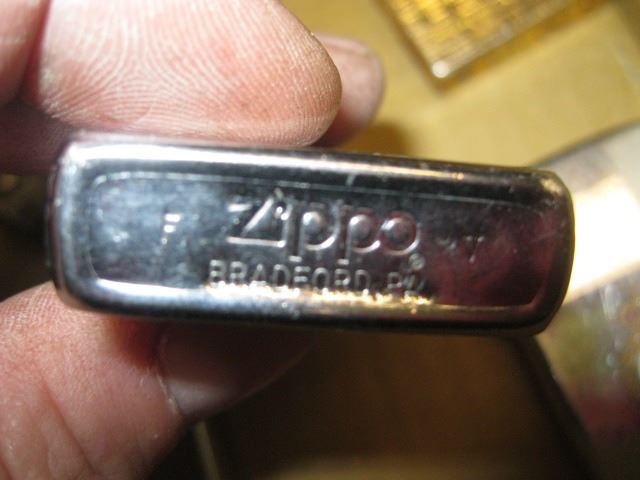 F Zippo ® V
BRADFORD, PA.